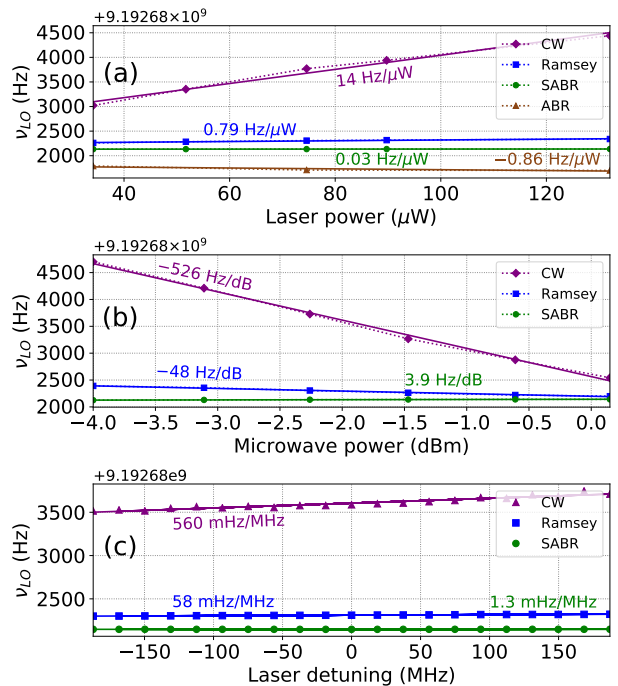 +9.19268×10⁹
4500
4000
3500
3000
2500
2000
ν_LO (Hz)
(a)
14 Hz/μW
0.79 Hz/μW
0.03 Hz/μW
−0.86 Hz/μW
CW
Ramsey
SABR
ABR
40 60 80 100 120
Laser power (μW)
+9.19268×10⁹
4500
4000
3500
3000
2500
2000
ν_LO (Hz)
(b)
−526 Hz/dB
−48 Hz/dB
3.9 Hz/dB
CW
Ramsey
SABR
−4.0 −3.5 −3.0 −2.5 −2.0 −1.5 −1.0 −0.5 0.0
Microwave power (dBm)
+9.19268e9
3500
3000
2500
ν_LO (Hz)
(c)
560 mHz/MHz
58 mHz/MHz
1.3 mHz/MHz
CW
Ramsey
SABR
−150 −100 −50 0 50 100 150
Laser detuning (MHz)